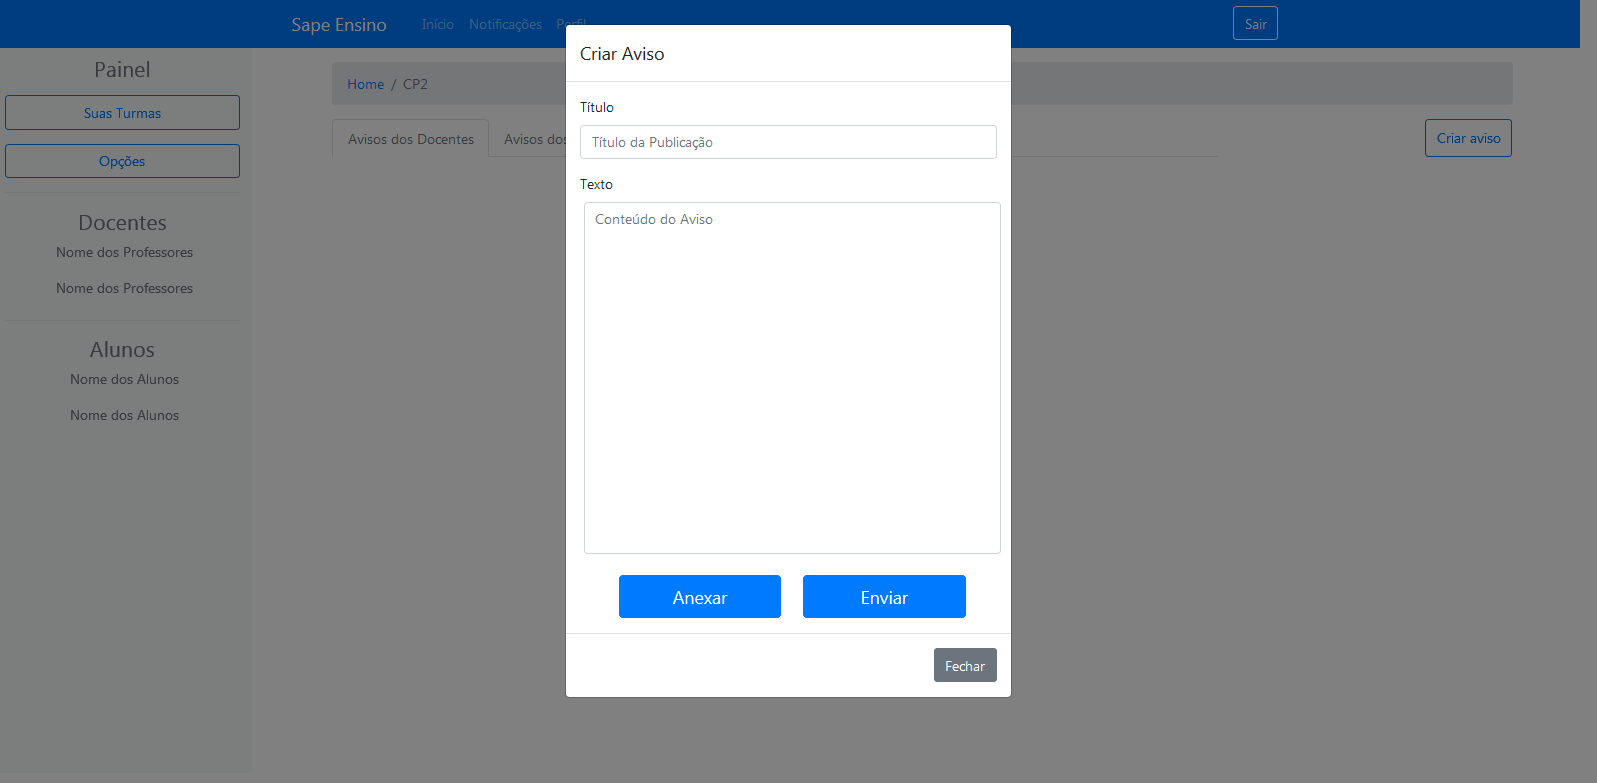 Sape Ensino Início Notificações Perfil Sair
Painel
Suas Turmas
Opções
Docentes
Nome dos Professores
Nome dos Professores
Alunos
Nome dos Alunos
Nome dos Alunos
Home / CP2
Avisos dos Docentes Avisos dos
Criar aviso
Criar Aviso
Título
Título da Publicação
Texto
Conteúdo do Aviso
Anexar Enviar
Fechar